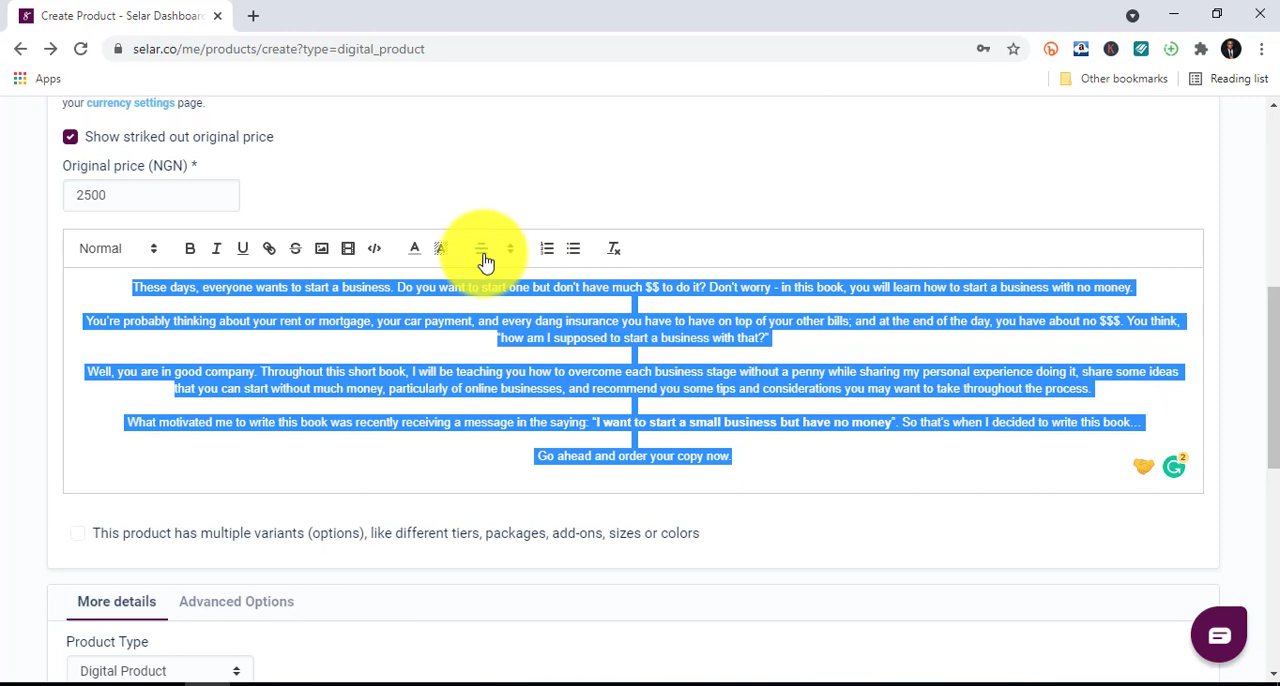 Create Product - Selar Dashboard
selar.co/me/products/create?type=digital_product
Apps
Other bookmarks
Reading list
your currency settings page.
Show striked out original price
Original price (NGN) *
2500
Normal
These days, everyone wants to start a business. Do you want to start one but don't have much $$ to do it? Don't worry - in this book, you will learn how to start a business with no money.
You're probably thinking about your rent or mortgage, your car payment, and every dang insurance you have to have on top of your other bills; and at the end of the day, you have about no $$$. You think,
"how am I supposed to start a business with that?"
Well, you are in good company. Throughout this short book, I will be teaching you how to overcome each business stage without a penny while sharing my personal experience doing it, share some ideas
that you can start without much money, particularly of online businesses, and recommend you some tips and considerations you may want to take throughout the process.
What motivated me to write this book was recently receiving a message in the saying: "I want to start a small business but have no money". So that's when I decided to write this book...
Go ahead and order your copy now.
2
This product has multiple variants (options), like different tiers, packages, add-ons, sizes or colors
More details
Advanced Options
Product Type
Digital Product